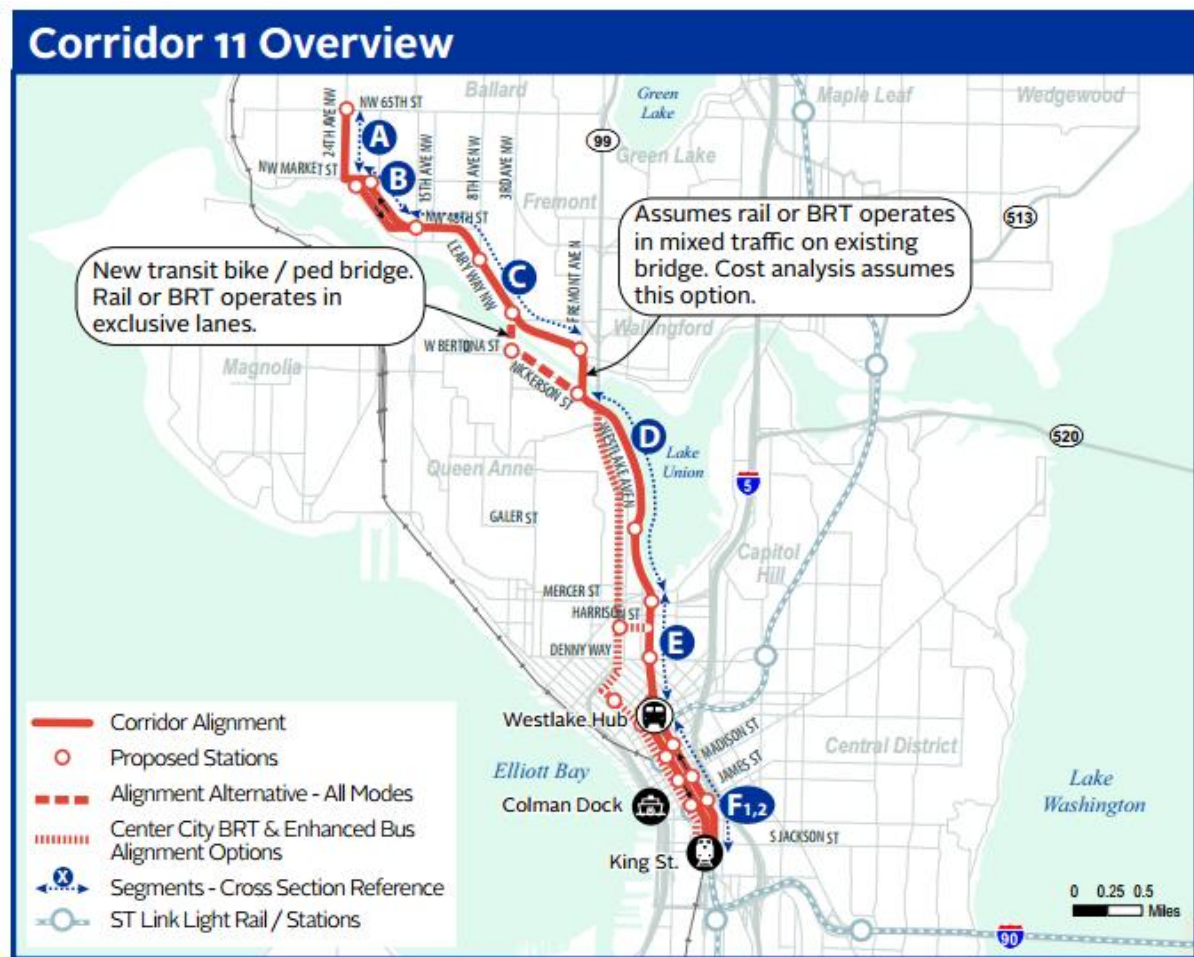 Corridor 11 Overview
NW 65TH ST
Ballard
Green
Lake
Maple Leaf
Wedgewood
24TH AVE NW
A
99
Green Lake
NW MARKET ST
B
15TH AVE NW
8TH AVE NW
3RD AVE NW
Fremont
513
NW 48TH ST
New transit bike / ped bridge.
Rail or BRT operates in
exclusive lanes.
LEARY WAY NW
C
FREMONT AVE N
Assumes rail or BRT operates
in mixed traffic on existing
bridge. Cost analysis assumes
this option.
Wallingford
W BERTONA ST
Magnolia
NICKERSON ST
D
Lake
Union
520
WESTLAKE AVE N
Queen Anne
5
GALER ST
Capitol
Hill
MERCER ST
HARRISON ST
DENNY WAY
E
Westlake Hub
MADISON ST
JAMES ST
Central District
Elliott Bay
Colman Dock
F1,2
Lake
Washington
S JACKSON ST
King St.
Corridor Alignment
Proposed Stations
Alignment Alternative - All Modes
Center City BRT & Enhanced Bus
Alignment Options
X
Segments - Cross Section Reference
ST Link Light Rail / Stations
0 0.25 0.5
Miles
90